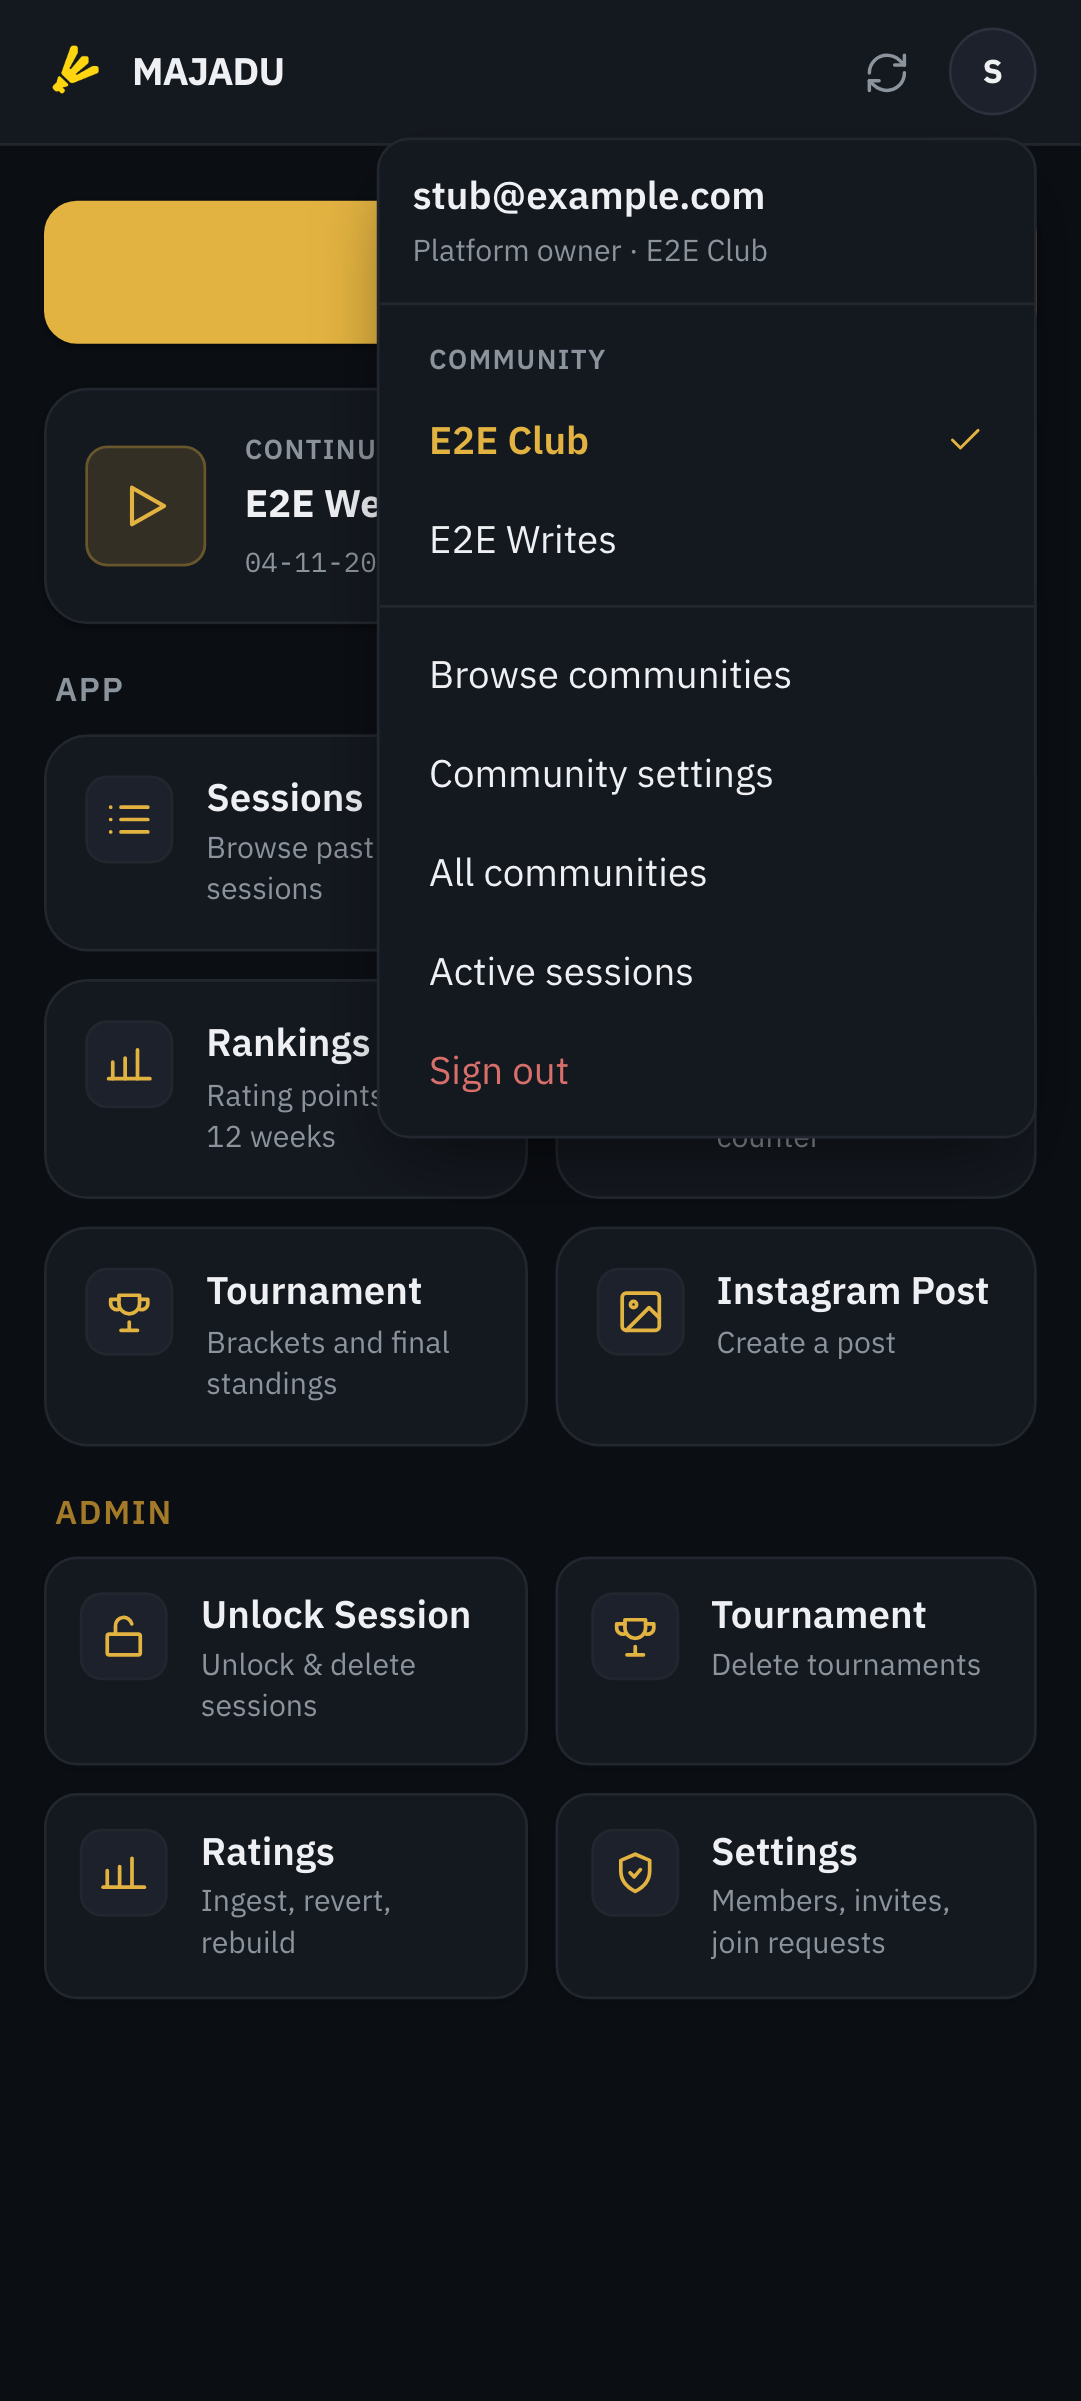 MAJADU
S
stub@example.com
Platform owner · E2E Club
COMMUNITY
E2E Club
E2E Writes
Browse communities
Community settings
All communities
Active sessions
Sign out
E2E
04-11-20
APP
Sessions
Browse past
sessions
Rankings
Rating points
12 weeks
counter
Tournament
Brackets and final
standings
Instagram Post
Create a post
ADMIN
Unlock Session
Unlock & delete
sessions
Tournament
Delete tournaments
Ratings
Ingest, revert,
rebuild
Settings
Members, invites,
join requests